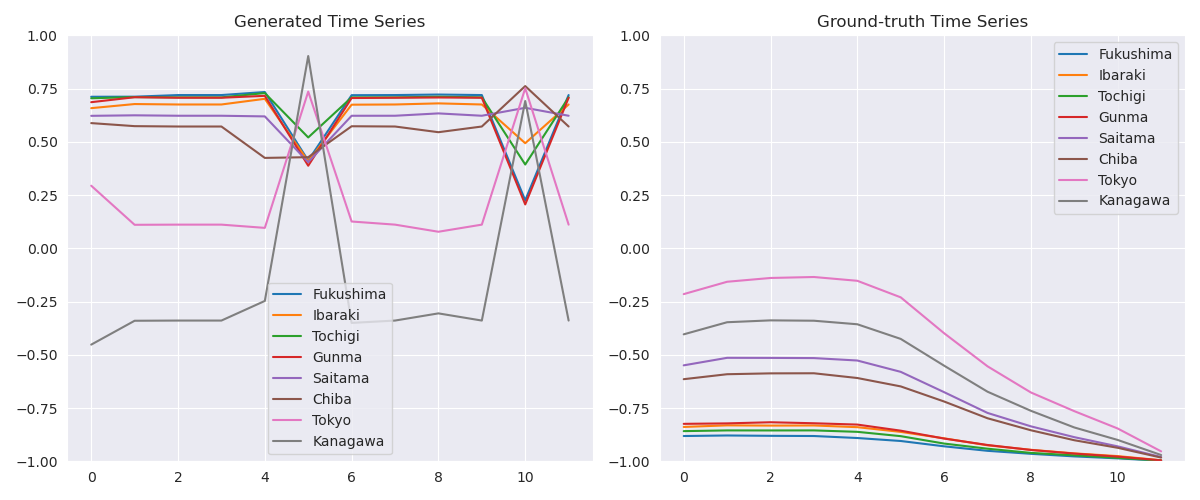 Generated Time Series
1.00
0.75
0.50
0.25
0.00
−0.25
−0.50
−0.75
−1.00
0 2 4 6 8 10
Fukushima
Ibaraki
Tochigi
Gunma
Saitama
Chiba
Tokyo
Kanagawa
Ground-truth Time Series
1.00
0.75
0.50
0.25
0.00
−0.25
−0.50
−0.75
−1.00
0 2 4 6 8 10
Fukushima
Ibaraki
Tochigi
Gunma
Saitama
Chiba
Tokyo
Kanagawa